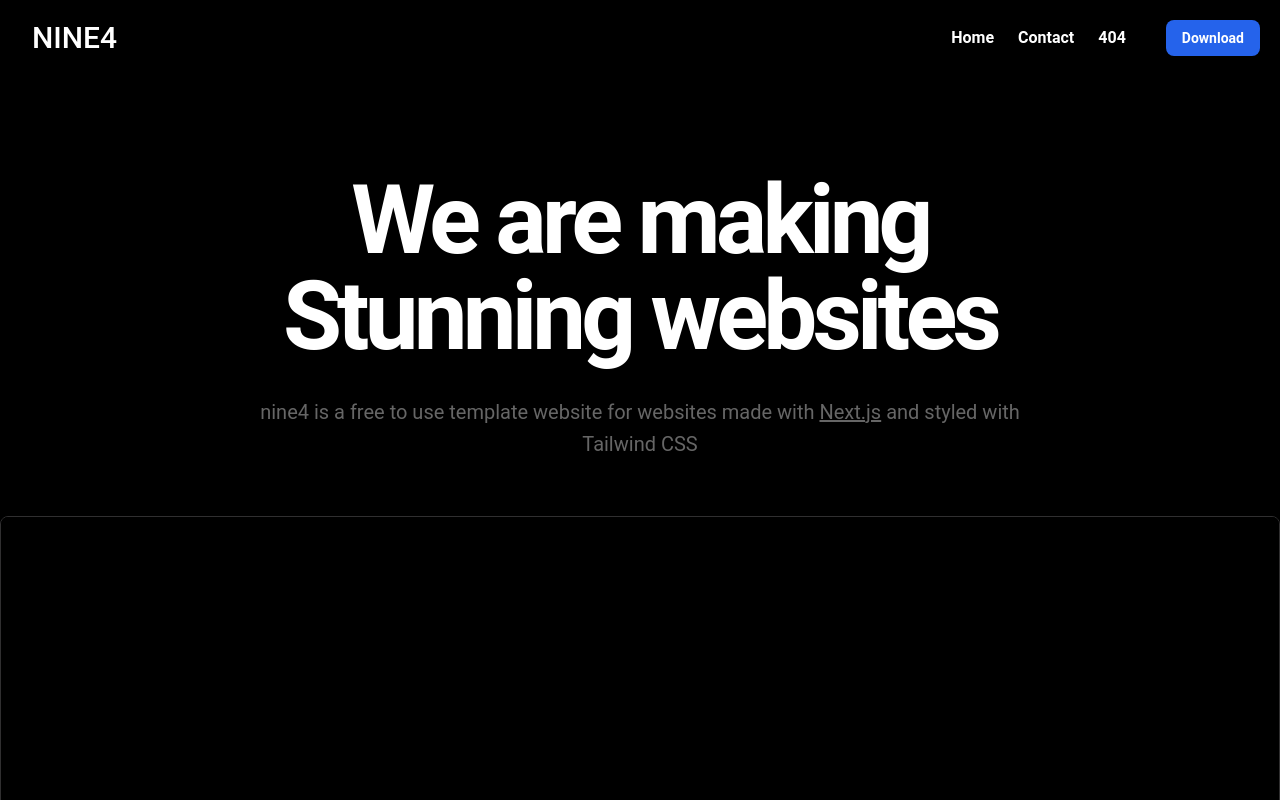 NINE4
Home
Contact
404
Download
We are making
Stunning websites
nine4 is a free to use template website for websites made with Next.js and styled with
Tailwind CSS